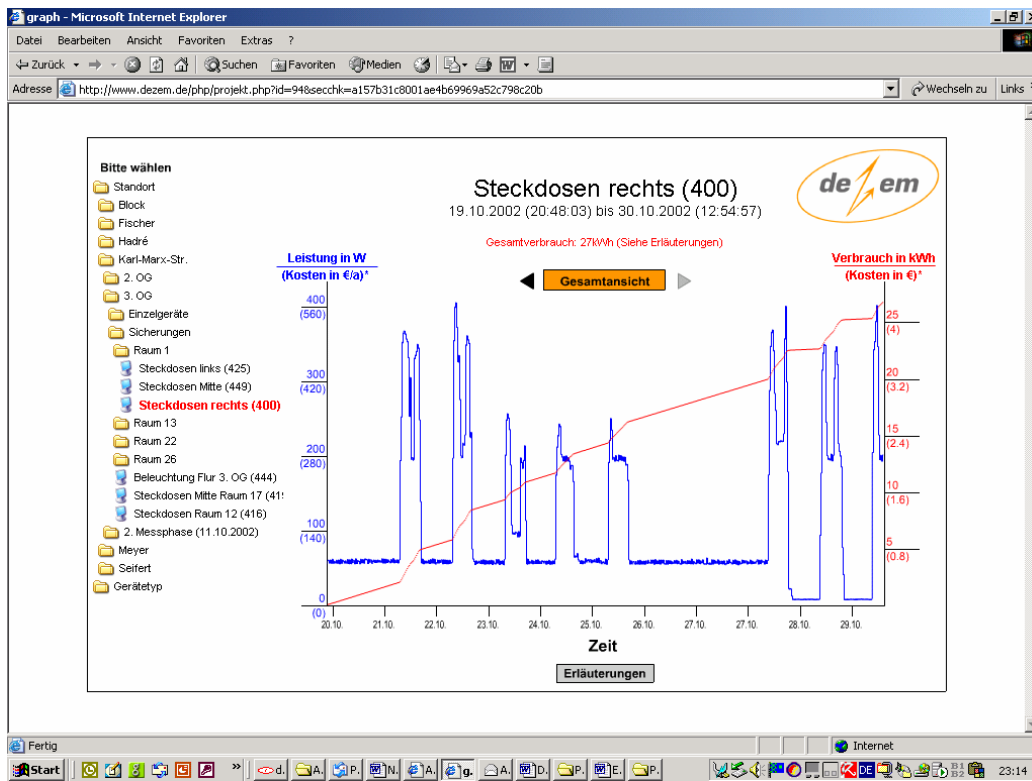 graph - Microsoft Internet Explorer
Datei Bearbeiten Ansicht Favoriten Extras ?
Zurück Suchen Favoriten Medien
Adresse http://www.dezem.de/php/projekt.php?id=94&secchk=a157b31c8001ae4b69969a52c798c20b Wechseln zu Links
Bitte wählen
Standort
Block
Fischer
Hadré
Karl-Marx-Str.
2. OG
3. OG
Einzelgeräte
Sicherungen
Raum 1
Steckdosen links (425)
Steckdosen Mitte (449)
Steckdosen rechts (400)
Raum 13
Raum 22
Raum 26
Beleuchtung Flur 3. OG (444)
Steckdosen Mitte Raum 17 (41
Steckdosen Raum 12 (416)
2. Messphase (11.10.2002)
Meyer
Seifert
Gerätetyp
Steckdosen rechts (400)
19.10.2002 (20:48:03) bis 30.10.2002 (12:54:57)
de em
Gesamtverbrauch: 27kWh (Siehe Erläuterungen)
Leistung in W
(Kosten in €/a)*
Gesamtansicht
Verbrauch in kWh
(Kosten in €)*
400
(560)
300
(420)
200
(280)
100
(140)
0
(0)
25
(4)
20
(3.2)
15
(2.4)
10
(1.6)
5
(0.8)
20.10. 21.10. 22.10. 23.10. 24.10. 25.10. 26.10. 27.10. 27.10. 28.10. 29.10.
Zeit
Erläuterungen
Fertig Internet
Start » d. A. P. N. A. g. A. D. P. E. P. DE 23:14